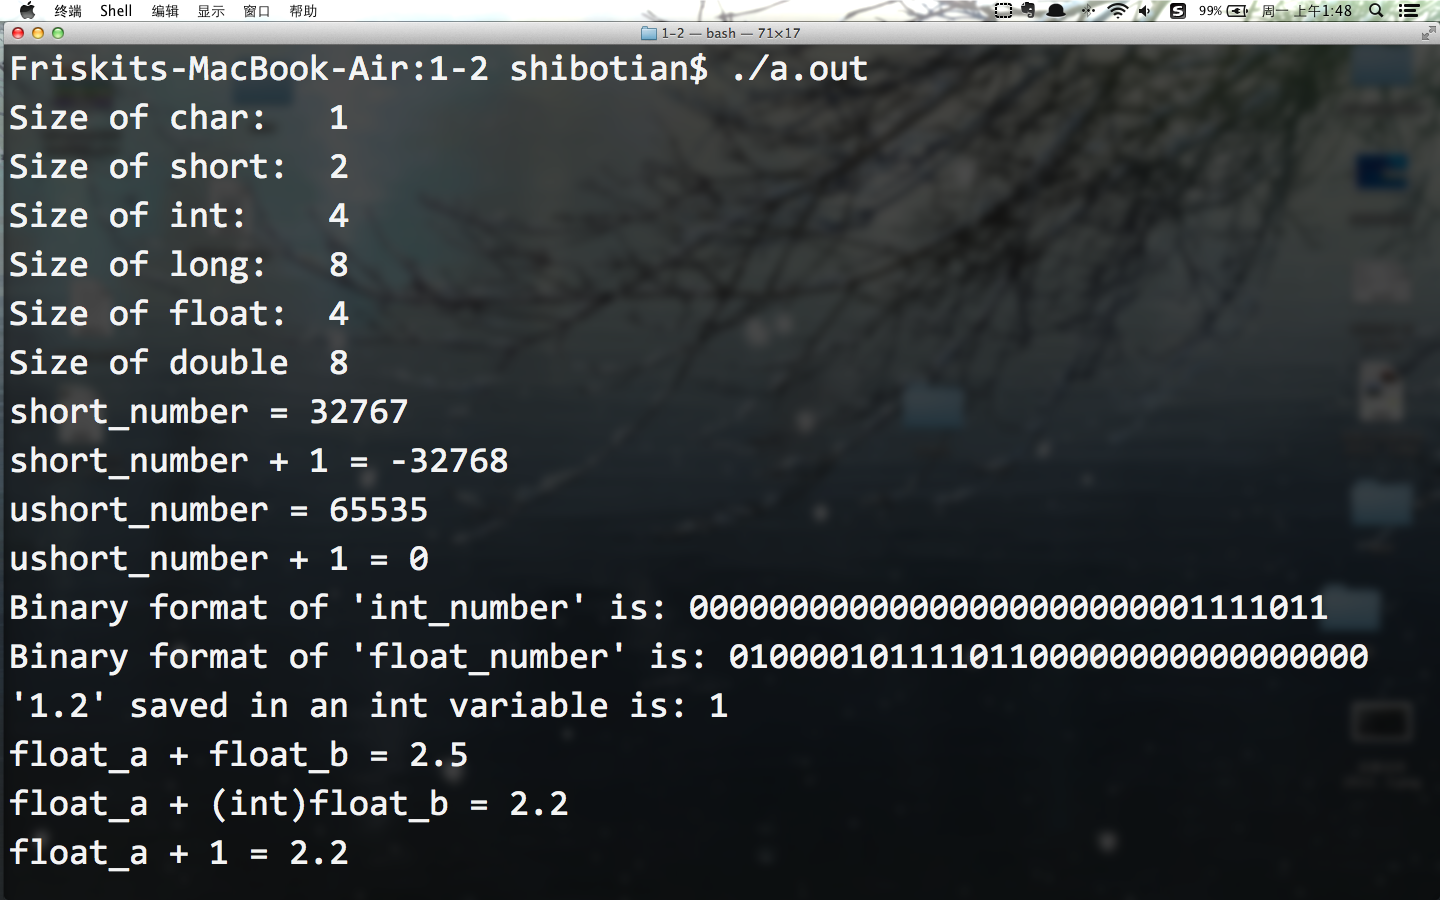 终端 Shell 编辑 显示 窗口 帮助 99% 周一 上午1:48
1-2 — bash — 71×17
Friskits-MacBook-Air:1-2 shibotian$ ./a.out
Size of char: 1
Size of short: 2
Size of int: 4
Size of long: 8
Size of float: 4
Size of double 8
short_number = 32767
short_number + 1 = -32768
ushort_number = 65535
ushort_number + 1 = 0
Binary format of 'int_number' is: 00000000000000000000000001111011
Binary format of 'float_number' is: 01000010111101100000000000000000
'1.2' saved in an int variable is: 1
float_a + float_b = 2.5
float_a + (int)float_b = 2.2
float_a + 1 = 2.2